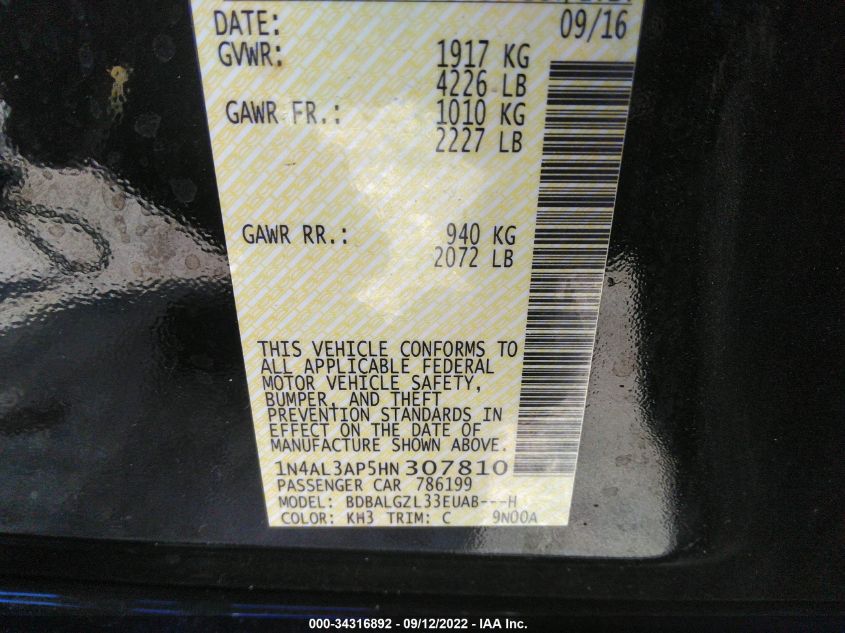 DATE: 09/16
GVWR: 1917 KG
4226 LB
GAWR FR.: 1010 KG
2227 LB
GAWR RR.: 940 KG
2072 LB
THIS VEHICLE CONFORMS TO
ALL APPLICABLE FEDERAL
MOTOR VEHICLE SAFETY,
BUMPER, AND THEFT
PREVENTION STANDARDS IN
EFFECT ON THE DATE OF
MANUFACTURE SHOWN ABOVE.
1N4AL3AP5HN307810
PASSENGER CAR 786199
MODEL: BDBALGZL33EUAB---H
COLOR: KH3 TRIM: C 9N00A
000-34316892 - 09/12/2022 - IAA Inc.